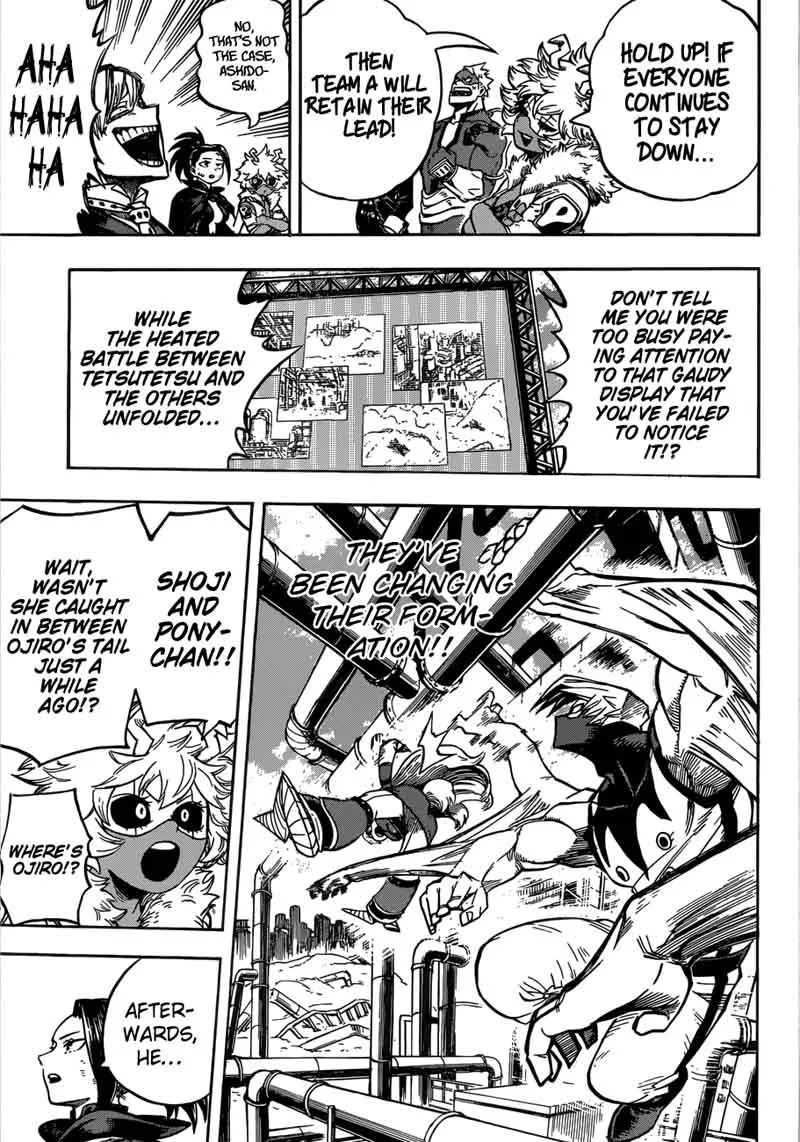 HOLD UP! IF
EVERYONE
CONTINUES
TO STAY
DOWN...
THEN
TEAM A WILL
RETAIN THEIR
LEAD!
NO,
THAT'S NOT
THE CASE,
ASHIDO-
SAN.
AHA
HAHA
HA
DON'T TELL
ME YOU WERE
TOO BUSY PAY-
ING ATTENTION
TO THAT GAUDY
DISPLAY THAT
YOU'VE FAILED
TO NOTICE
IT!?
WHILE
THE HEATED
BATTLE BETWEEN
TETSUTETSU AND
THE OTHERS
UNFOLDED...
THEY'VE
BEEN CHANGING
THEIR FORM-
ATION!!
SHOJI
AND
PONY-
CHAN!!
WAIT,
WASN'T
SHE CAUGHT
IN BETWEEN
OJIRO'S TAIL
JUST A
WHILE
AGO!?
WHERE'S
OJIRO!?
AFTER-
WARDS,
HE...